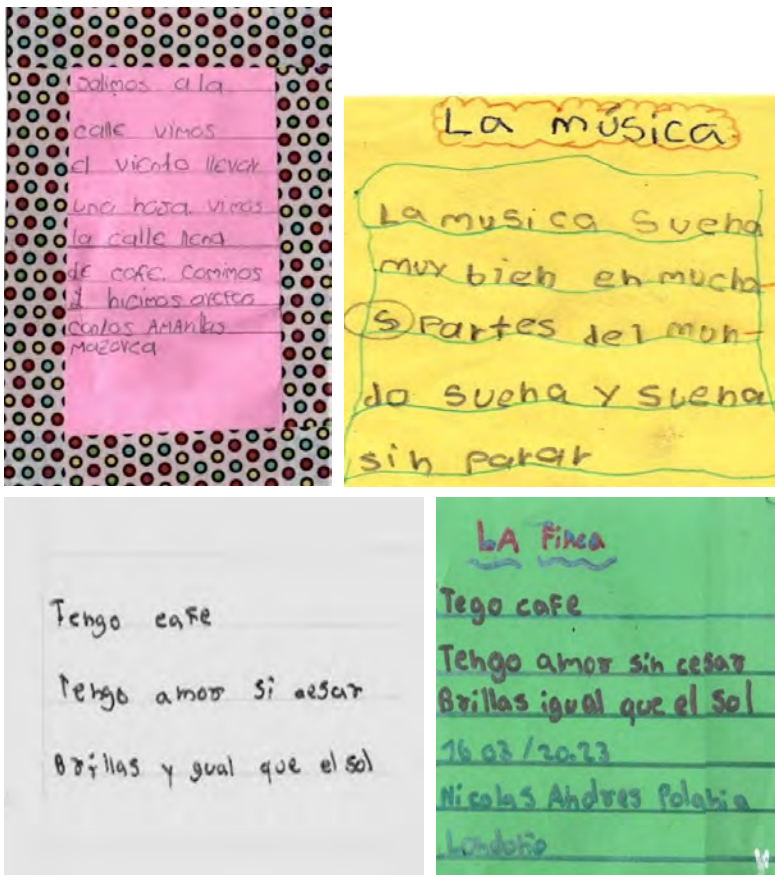 salimos a la
calle vimos
el viento llevar
una hoja. vimos
la calle llena
de cafe. comimos
hicimos
AMARillas
MAZORCA
La música
La musica suena
muy bien en mucha
s partes del mun-
do suena y suena
sin parar
Tengo cafe
Tengo amor si cesar
Brillas y gual que el sol
LA Finca
Tego cafe
Tengo amor sin cesar
Brillas igual que el sol
16 03/20.23
Nicolas Andres Polania
Londoño